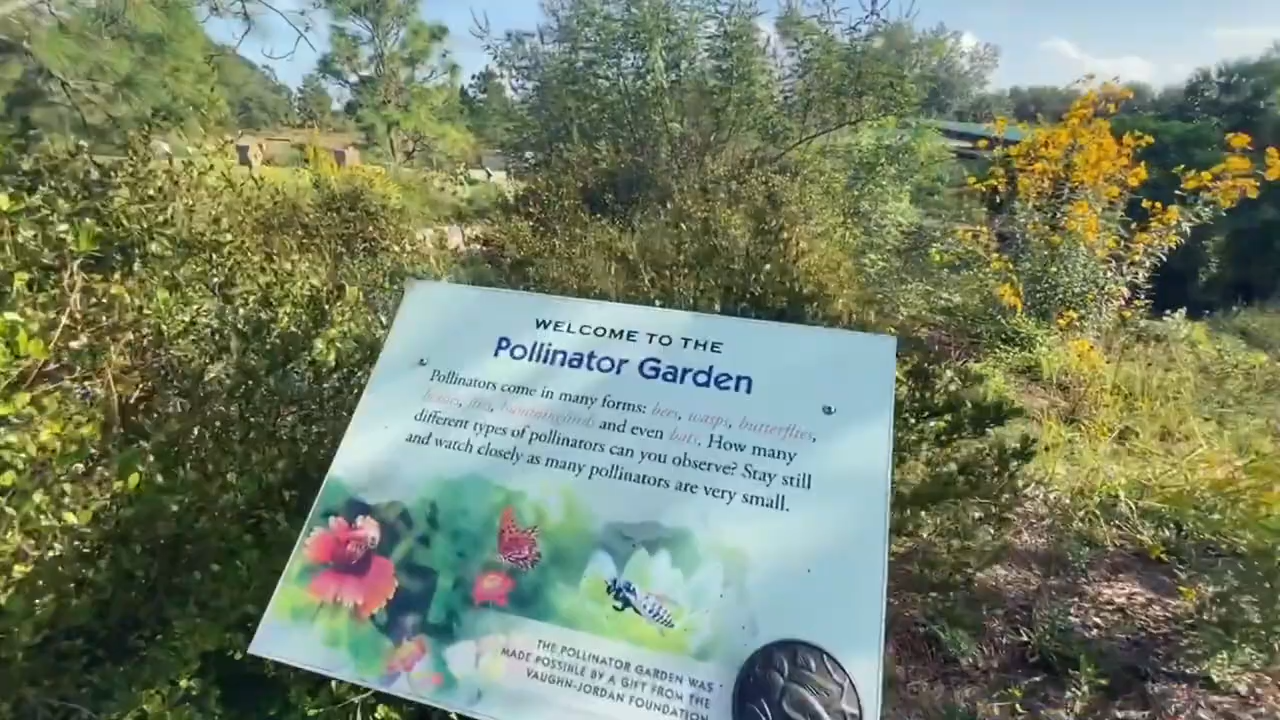 WELCOME TO THE
Pollinator Garden
Pollinators come in many forms: bees, wasps, butterflies,
flies, hummingbirds and even bats. How many
different types of pollinators can you observe? Stay still
and watch closely as many pollinators are very small.
THE POLLINATOR GARDEN WAS
MADE POSSIBLE BY A GIFT FROM THE
VAUGHN-JORDAN FOUNDATION